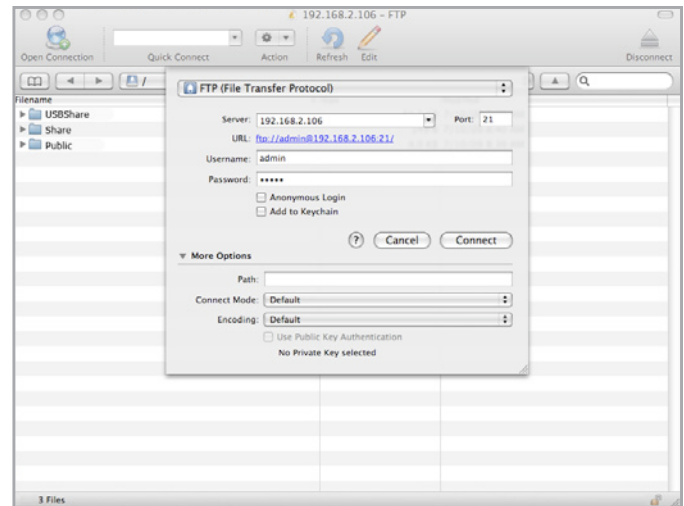 192.168.2.106 – FTP
Open Connection
Quick Connect
Action
Refresh
Edit
Disconnect
/
Filename
USBShare
Share
Public
FTP (File Transfer Protocol)
Server: 192.168.2.106 Port: 21
URL: ftp://admin@192.168.2.106:21/
Username: admin
Password: •••••
Anonymous Login
Add to Keychain
? Cancel Connect
More Options
Path:
Connect Mode: Default
Encoding: Default
Use Public Key Authentication
No Private Key selected
3 Files